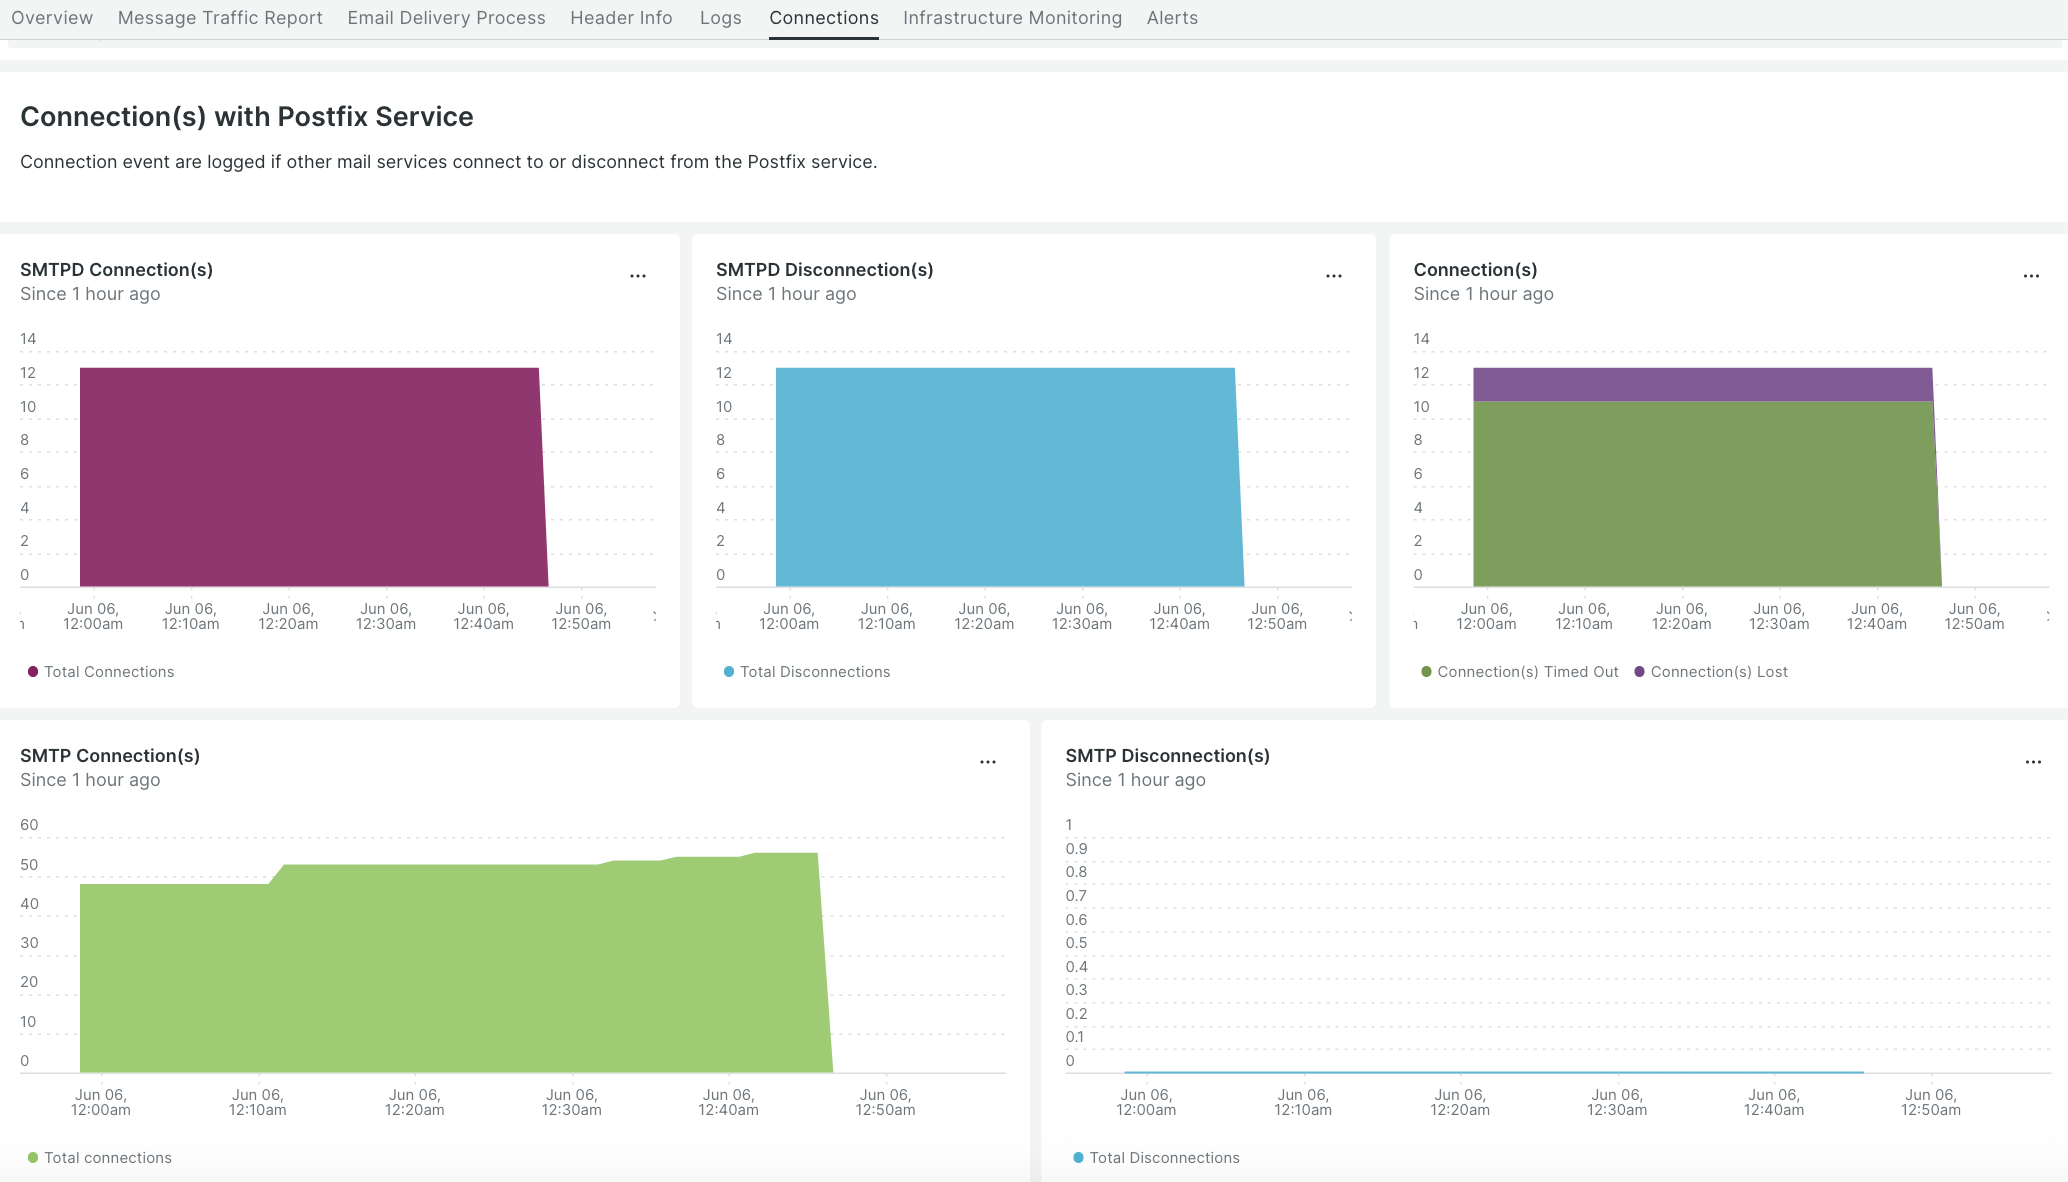 Overview Message Traffic Report Email Delivery Process Header Info Logs Connections Infrastructure Monitoring Alerts
Connection(s) with Postfix Service
Connection event are logged if other mail services connect to or disconnect from the Postfix service.
SMTPD Connection(s) ...
Since 1 hour ago
14
12
10
8
6
4
2
0
Jun 06, Jun 06, Jun 06, Jun 06, Jun 06, Jun 06,
12:00am 12:10am 12:20am 12:30am 12:40am 12:50am
Total Connections
SMTPD Disconnection(s) ...
Since 1 hour ago
14
12
10
8
6
4
2
0
Jun 06, Jun 06, Jun 06, Jun 06, Jun 06, Jun 06,
12:00am 12:10am 12:20am 12:30am 12:40am 12:50am
Total Disconnections
Connection(s) ...
Since 1 hour ago
14
12
10
8
6
4
2
0
Jun 06, Jun 06, Jun 06, Jun 06, Jun 06, Jun 06,
12:00am 12:10am 12:20am 12:30am 12:40am 12:50am
Connection(s) Timed Out Connection(s) Lost
SMTP Connection(s) ...
Since 1 hour ago
60
50
40
30
20
10
0
Jun 06, Jun 06, Jun 06, Jun 06, Jun 06, Jun 06,
12:00am 12:10am 12:20am 12:30am 12:40am 12:50am
Total connections
SMTP Disconnection(s) ...
Since 1 hour ago
1
0.9
0.8
0.7
0.6
0.5
0.4
0.3
0.2
0.1
0
Jun 06, Jun 06, Jun 06, Jun 06, Jun 06, Jun 06,
12:00am 12:10am 12:20am 12:30am 12:40am 12:50am
Total Disconnections